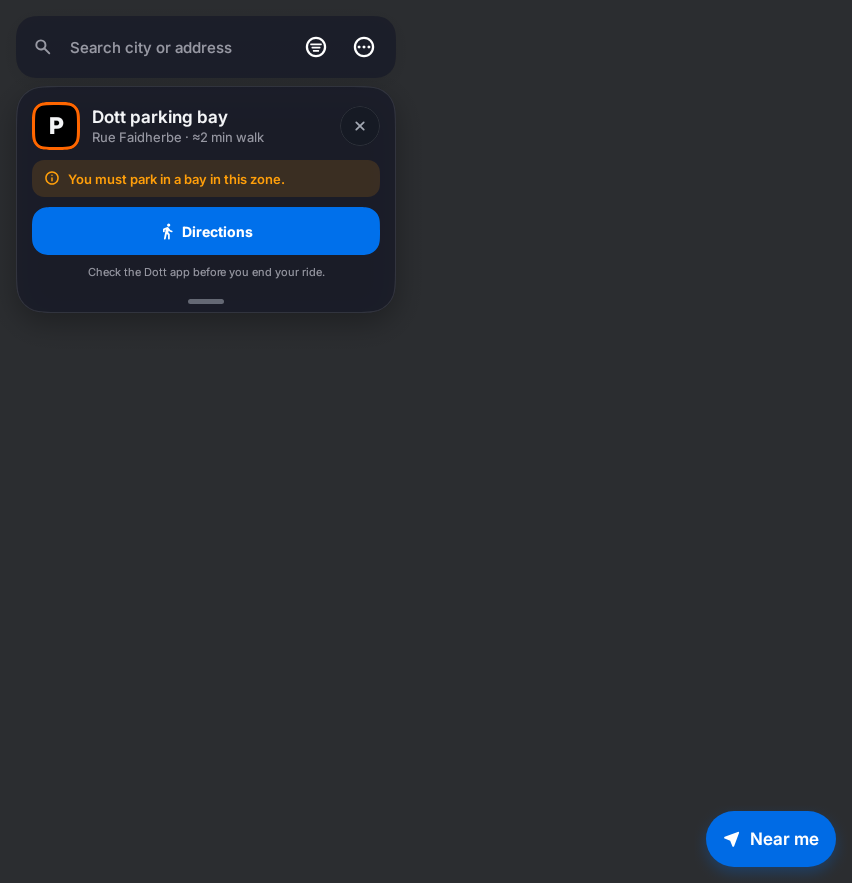 Search city or address
P
Dott parking bay
Rue Faidherbe · ≈2 min walk
You must park in a bay in this zone.
Directions
Check the Dott app before you end your ride.
Near me